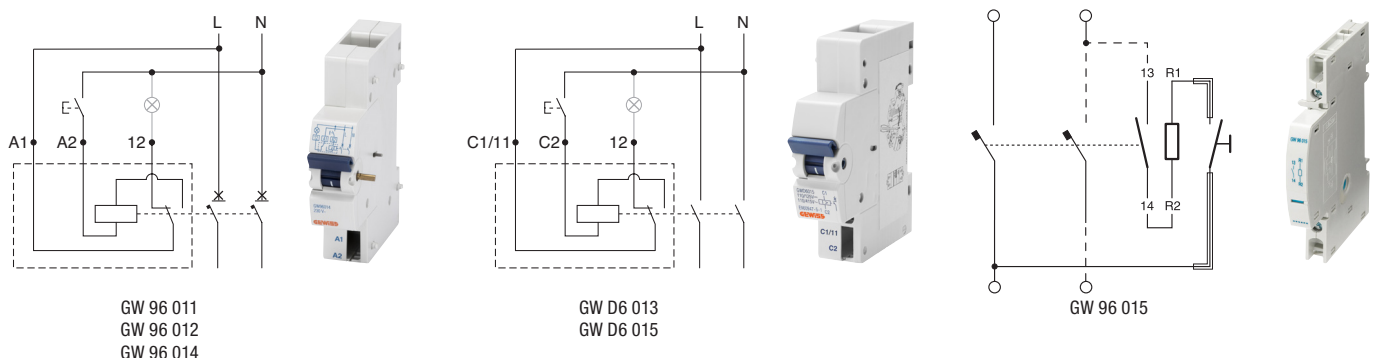 L N
A1 A2 12
GEWISS
A1
A2
GW 96 011
GW 96 012
GW 96 014
L N
C1/11 C2 12
GEWISS
C1/11
C2
GW D6 013
GW D6 015
13 R1
14 R2
GW 96 015